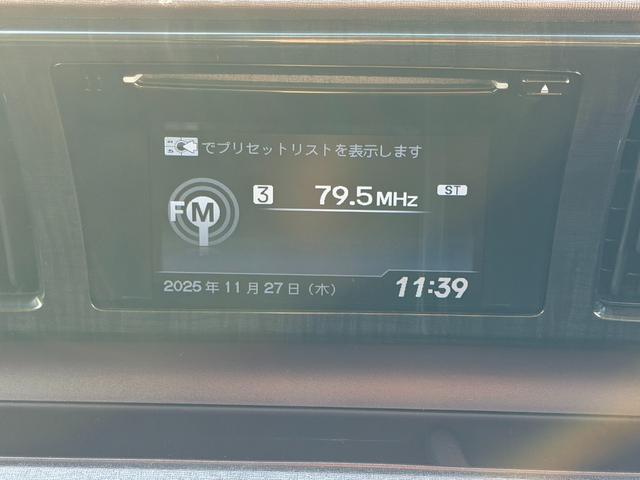 でプリセットリストを表示します
FM 3 79.5MHz ST
2025年11月27日（木） 11:39